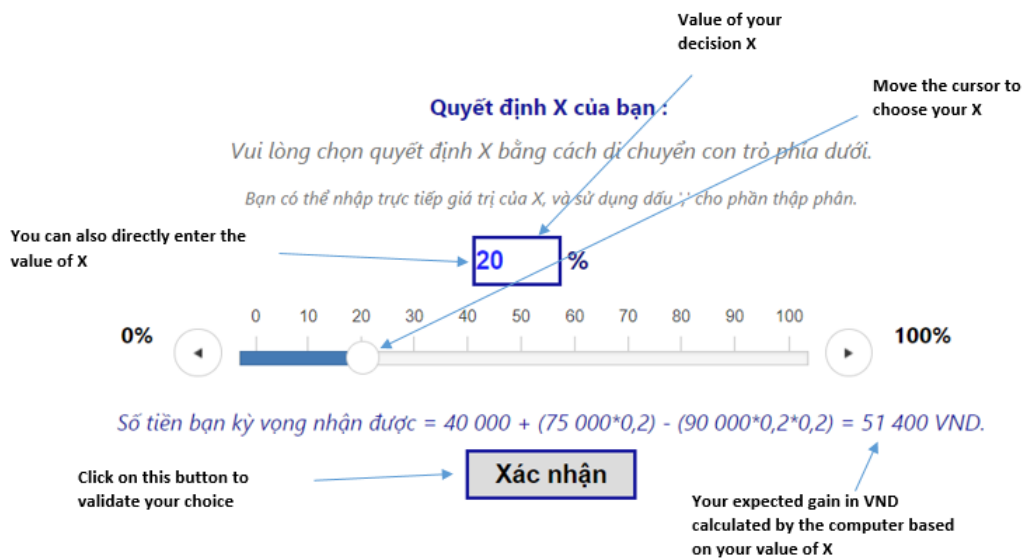 Value of your
decision X
Move the cursor to
choose your X
Quyết định X của bạn :
Vui lòng chọn quyết định X bằng cách di chuyển con trỏ phía dưới.
Bạn có thể nhập trực tiếp giá trị của X, và sử dụng dấu ',' cho phần thập phân.
You can also directly enter the
value of X
20 %
0 10 20 30 40 50 60 70 80 90 100
0% 100%
Số tiền bạn kỳ vọng nhận được = 40 000 + (75 000*0,2) - (90 000*0,2*0,2) = 51 400 VND.
Click on this button to
validate your choice
Xác nhận
Your expected gain in VND
calculated by the computer based
on your value of X